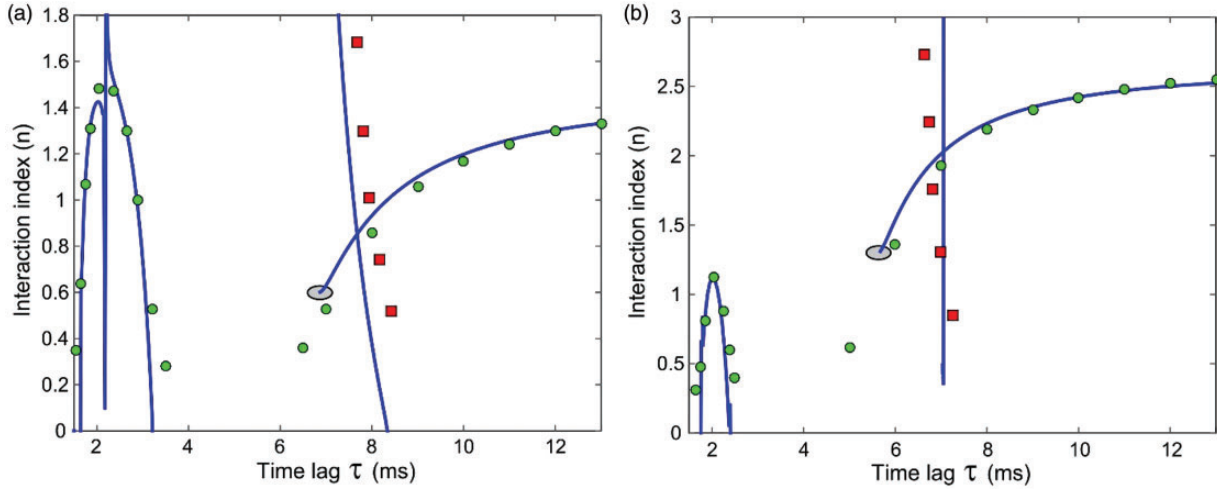 (a)
1.8
1.6
1.4
1.2
1
0.8
0.6
0.4
0.2
0
Interaction index (n)
2 4 6 8 10 12
Time lag τ (ms)
(b)
3
2.5
2
1.5
1
0.5
0
Interaction index (n)
2 4 6 8 10 12
Time lag τ (ms)